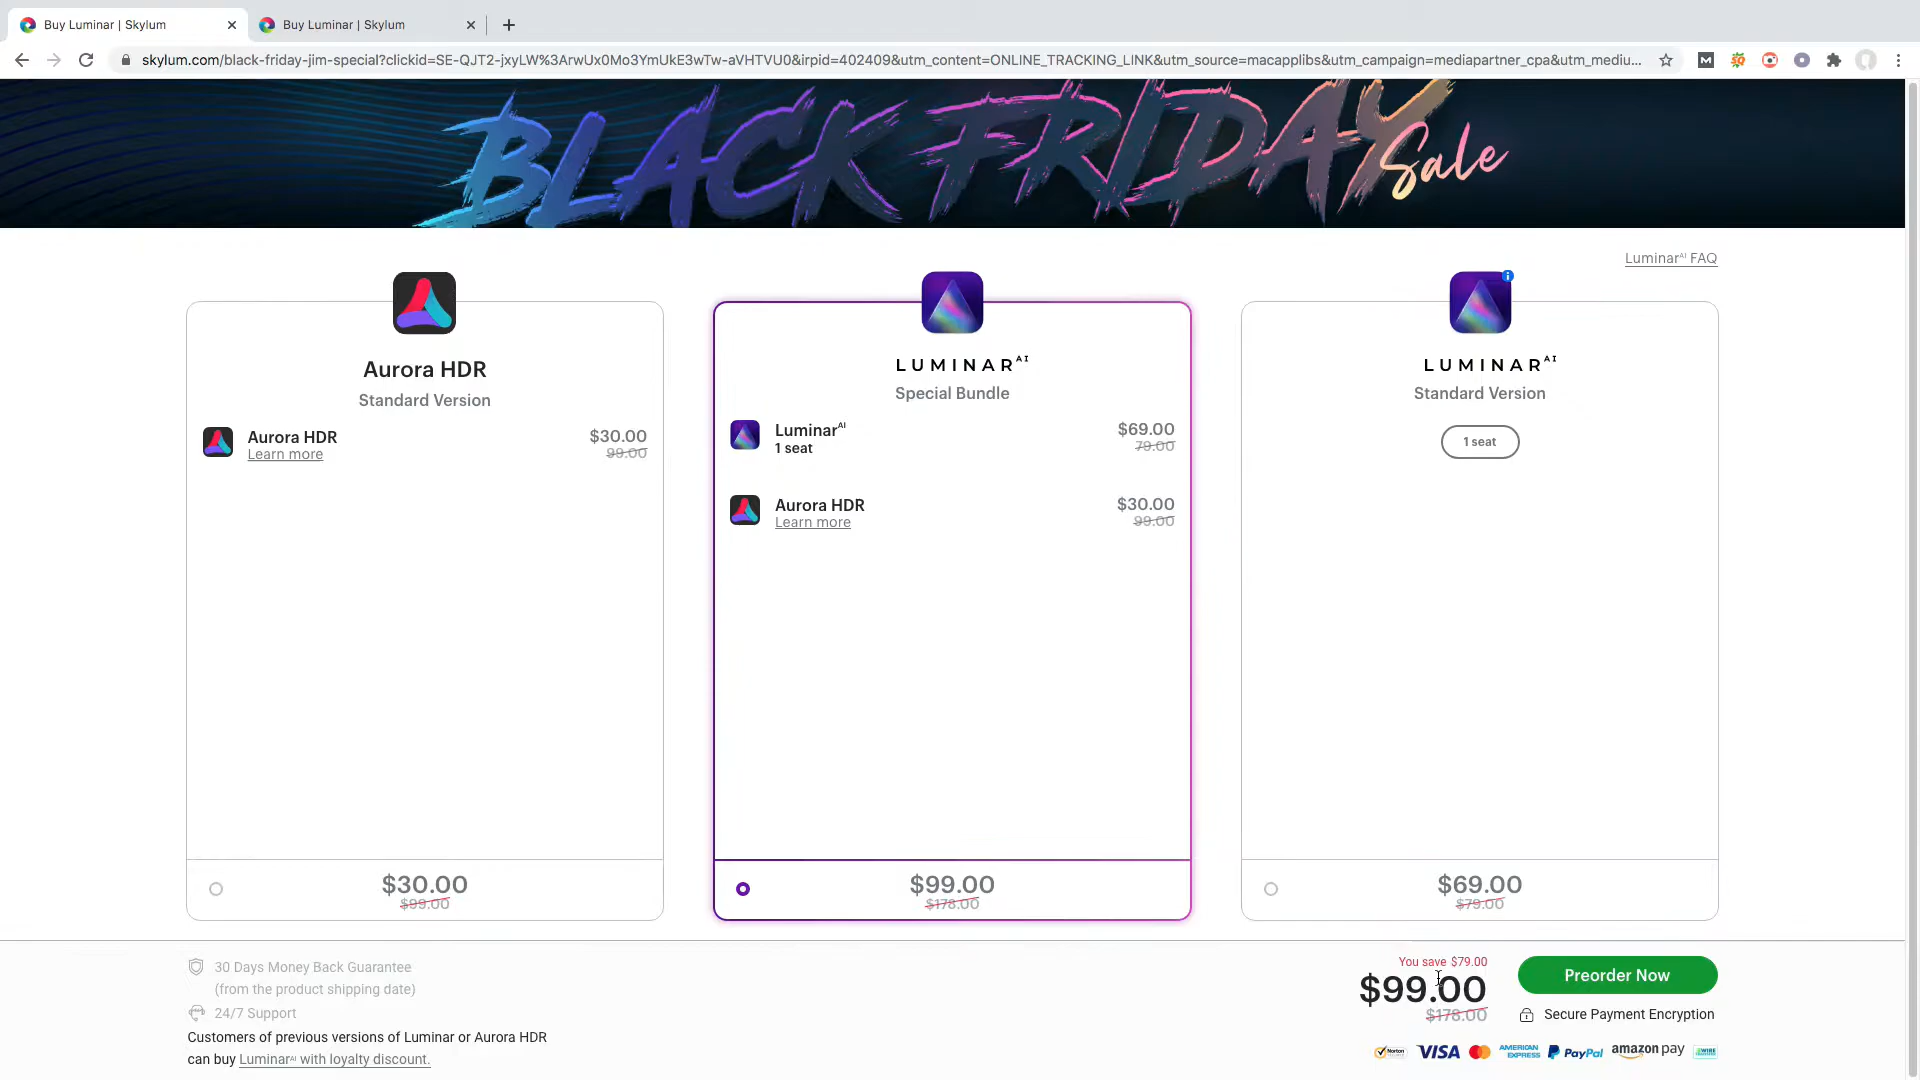 Buy Luminar | Skylum
Buy Luminar | Skylum
skylum.com/black-friday-jim-special?clickid=SE-QJT2-jxyLW%3ArwUx0Mo3YmUkE3wTw-aVHTVU0&irpid=402409&utm_content=ONLINE_TRACKING_LINK&utm_source=macapplibs&utm_campaign=mediapartner_cpa&utm_mediu...
BLACK FRIDAY Sale
Luminar AI FAQ
Aurora HDR
Standard Version
Aurora HDR $30.00
Learn more 99.00
LUMINAR AI
Special Bundle
Luminar AI $69.00
1 seat 79.00
Aurora HDR $30.00
Learn more 99.00
LUMINAR AI
Standard Version
1 seat
$30.00
$99.00
$99.00
$178.00
$69.00
$79.00
30 Days Money Back Guarantee
(from the product shipping date)
24/7 Support
Customers of previous versions of Luminar or Aurora HDR
can buy Luminar AI with loyalty discount.
You save $79.00
$99.00
$178.00
Preorder Now
Secure Payment Encryption
Norton VISA AMERICAN EXPRESS PayPal amazon pay WIRE